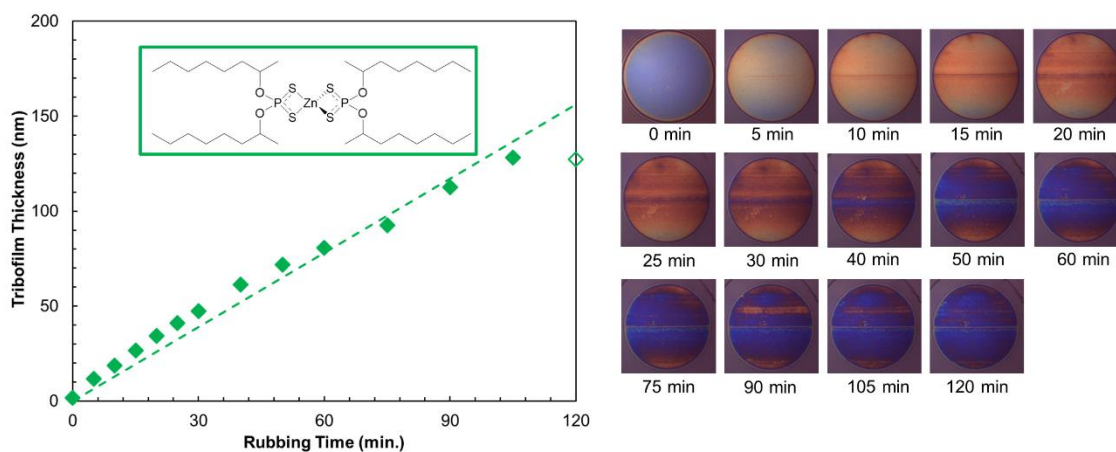 200
150
100
50
0
0 30 60 90 120
Tribofilm Thickness (nm)
Rubbing Time (min.)
O S S O
P Zn P
O S S O
0 min 5 min 10 min 15 min 20 min
25 min 30 min 40 min 50 min 60 min
75 min 90 min 105 min 120 min